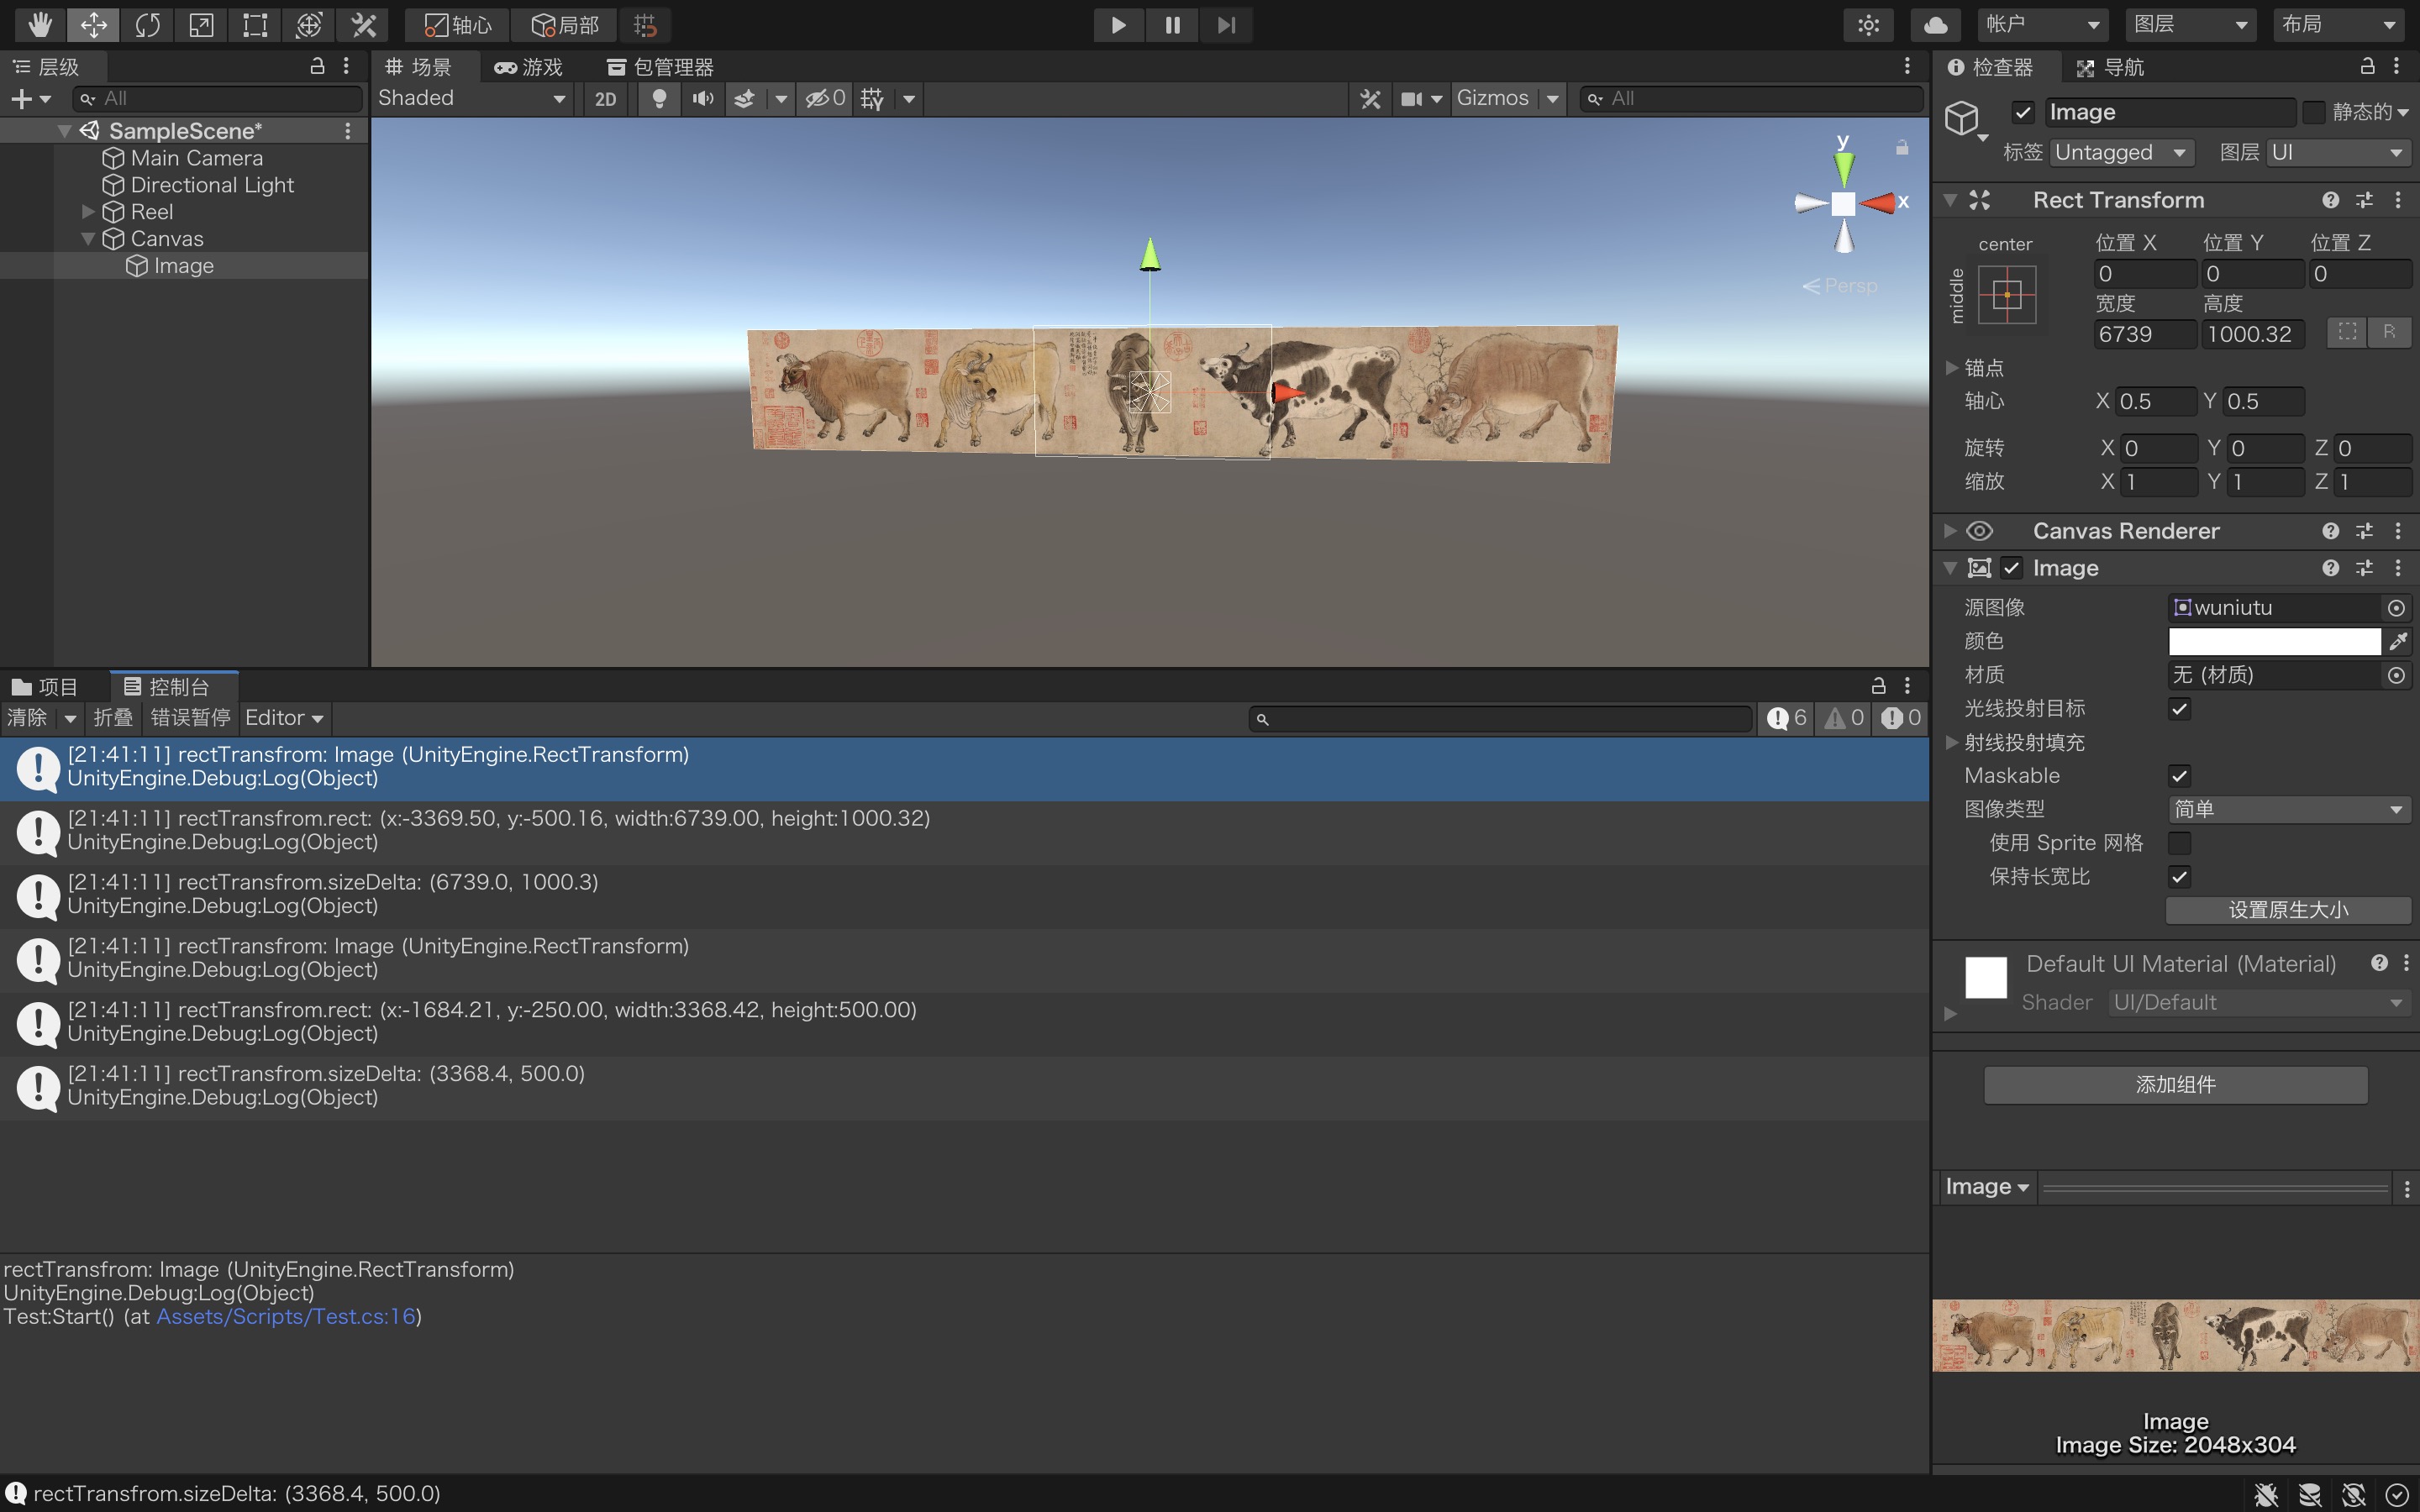 轴心
局部
帐户
图层
布局
层级
All
SampleScene*
Main Camera
Directional Light
Reel
Canvas
Image
场景
游戏
包管理器
Shaded
2D
0
Gizmos
All
y
x
Persp
检查器
导航
Image
静态的
标签
Untagged
图层
UI
Rect Transform
center
middle
位置 X
位置 Y
位置 Z
0
0
0
宽度
高度
6739
1000.32
R
锚点
轴心
X 0.5 Y 0.5
旋转
X 0 Y 0 Z 0
缩放
X 1 Y 1 Z 1
Canvas Renderer
Image
源图像
wuniutu
颜色
材质
无 (材质)
光线投射目标
射线投射填充
Maskable
图像类型
简单
使用 Sprite 网格
保持长宽比
设置原生大小
Default UI Material (Material)
Shader
UI/Default
添加组件
Image
Image
Image Size: 2048x304
项目
控制台
清除
折叠
错误暂停
Editor
6
0
0
[21:41:11] rectTransfrom: Image (UnityEngine.RectTransform)
UnityEngine.Debug:Log(Object)
[21:41:11] rectTransfrom.rect: (x:-3369.50, y:-500.16, width:6739.00, height:1000.32)
UnityEngine.Debug:Log(Object)
[21:41:11] rectTransfrom.sizeDelta: (6739.0, 1000.3)
UnityEngine.Debug:Log(Object)
[21:41:11] rectTransfrom: Image (UnityEngine.RectTransform)
UnityEngine.Debug:Log(Object)
[21:41:11] rectTransfrom.rect: (x:-1684.21, y:-250.00, width:3368.42, height:500.00)
UnityEngine.Debug:Log(Object)
[21:41:11] rectTransfrom.sizeDelta: (3368.4, 500.0)
UnityEngine.Debug:Log(Object)
rectTransfrom: Image (UnityEngine.RectTransform)
UnityEngine.Debug:Log(Object)
Test:Start() (at Assets/Scripts/Test.cs:16)
rectTransfrom.sizeDelta: (3368.4, 500.0)